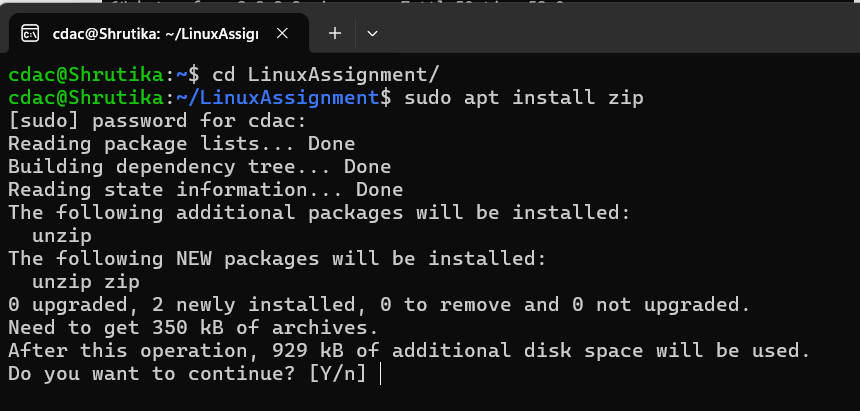 cdac@Shrutika: ~/LinuxAssig
cdac@Shrutika:~$ cd LinuxAssignment/
cdac@Shrutika:~/LinuxAssignment$ sudo apt install zip
[sudo] password for cdac:
Reading package lists... Done
Building dependency tree... Done
Reading state information... Done
The following additional packages will be installed:
  unzip
The following NEW packages will be installed:
  unzip zip
0 upgraded, 2 newly installed, 0 to remove and 0 not upgraded.
Need to get 350 kB of archives.
After this operation, 929 kB of additional disk space will be used.
Do you want to continue? [Y/n]